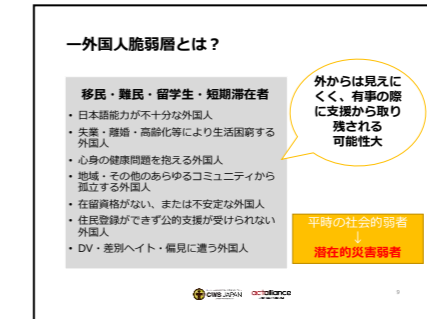 ―外国人脆弱層とは？
移民・難民・留学生・短期滞在者
• 日本語能力が不十分な外国人
• 失業・離婚・高齢化等により生活困窮する
外国人
• 心身の健康問題を抱える外国人
• 地域・その他のあらゆるコミュニティから
孤立する外国人
• 在留資格がない、または不安定な外国人
• 住民登録ができず公的支援が受けられない
外国人
• DV・差別ヘイト・偏見に遭う外国人
外からは見えに
くく、有事の際
に支援から取り
残される
可能性大
平時の社会的弱者
↓
潜在的災害弱者
CWS JAPAN
actalliance